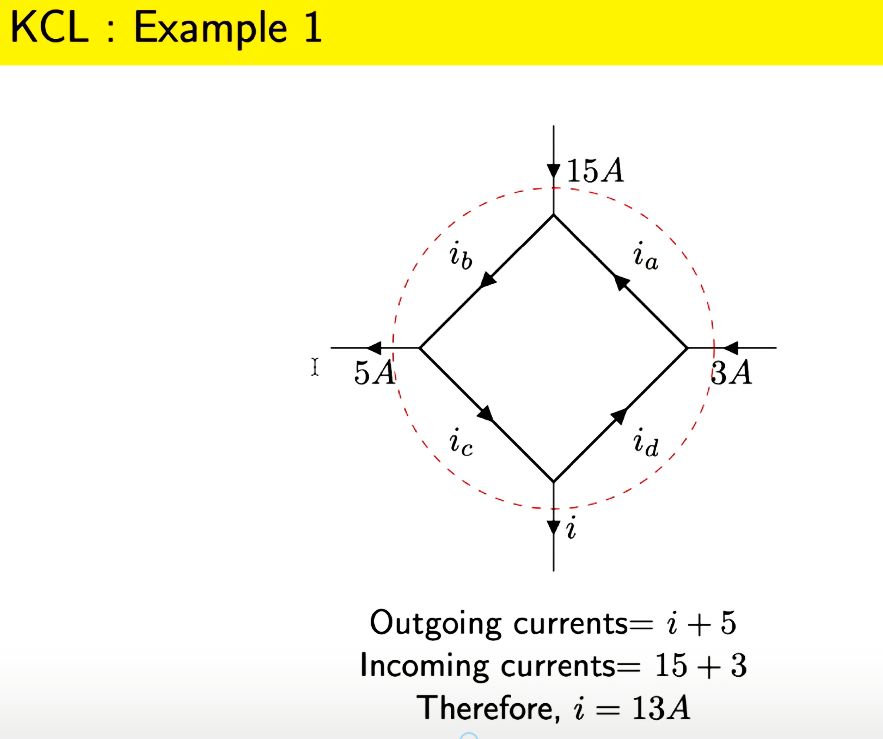 KCL : Example 1
15A
i_b
i_a
5A
3A
i_c
i_d
i
Outgoing currents= i + 5
Incoming currents= 15 + 3
Therefore, i = 13A